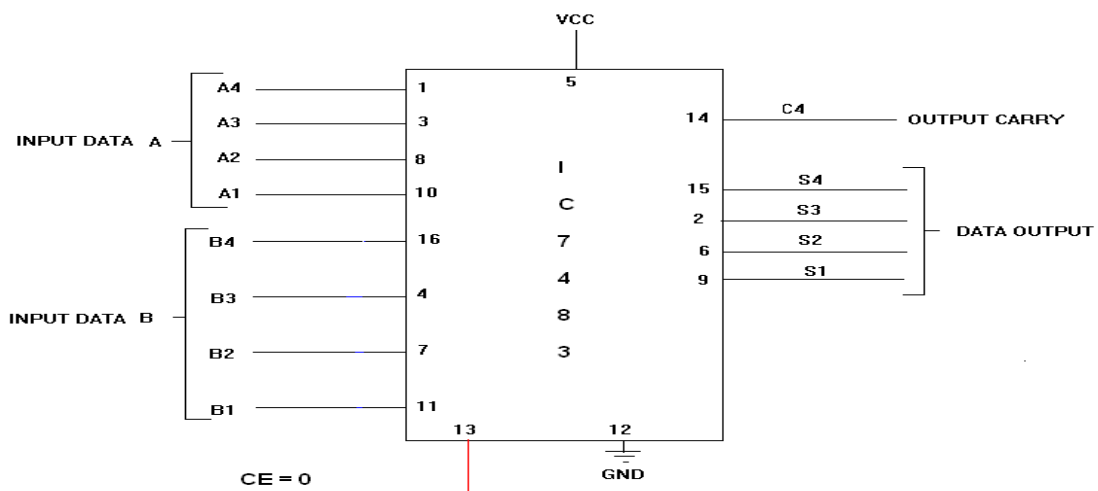 VCC
5
A4 1
A3 3
INPUT DATA A
A2 8
A1 10
B4 16
B3 4
INPUT DATA B
B2 7
B1 11
I
C
7
4
8
3
14 C4 OUTPUT CARRY
15 S4
2 S3
DATA OUTPUT
6 S2
9 S1
13
12
GND
CE = 0